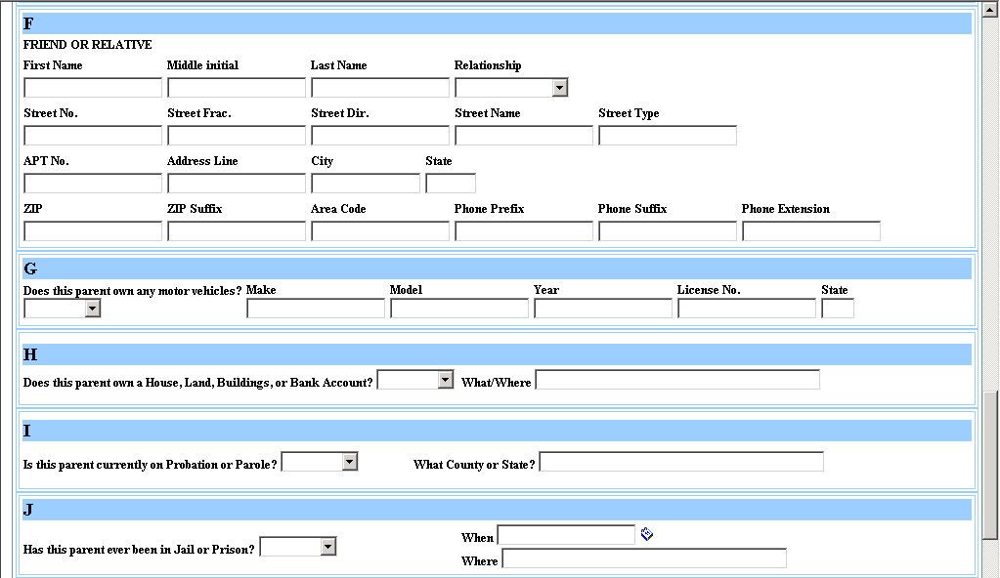 F
FRIEND OR RELATIVE
First Name Middle initial Last Name Relationship
Street No. Street Frac. Street Dir. Street Name Street Type
APT No. Address Line City State
ZIP ZIP Suffix Area Code Phone Prefix Phone Suffix Phone Extension
G
Does this parent own any motor vehicles? Make Model Year License No. State
H
Does this parent own a House, Land, Buildings, or Bank Account? What/Where
I
Is this parent currently on Probation or Parole? What County or State?
J
When
Has this parent ever been in Jail or Prison?
Where